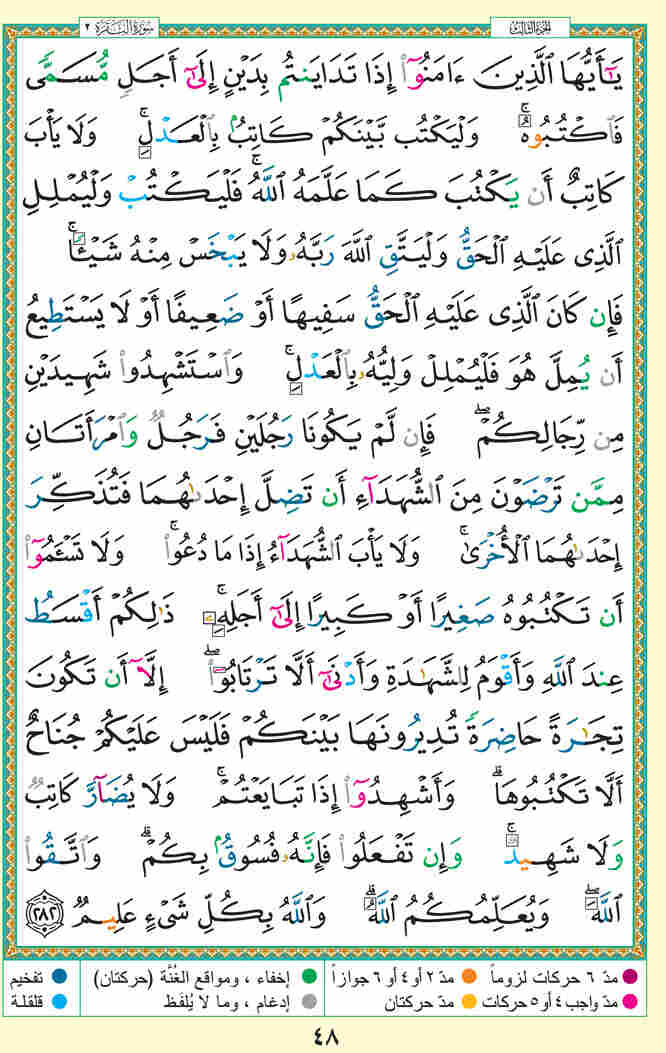 سُورَةُ البَقَرَةِ ٢
الجزء الثالث
يَـٰٓأَيُّهَا ٱلَّذِينَ ءَامَنُوٓا۟ إِذَا تَدَايَنتُم بِدَيْنٍ إِلَىٰٓ أَجَلٍ مُّسَمًّى
فَٱكْتُبُوهُ ۚ وَلْيَكْتُب بَّيْنَكُمْ كَاتِبٌۢ بِٱلْعَدْلِ ۚ وَلَا يَأْبَ
كَاتِبٌ أَن يَكْتُبَ كَمَا عَلَّمَهُ ٱللَّهُ ۚ فَلْيَكْتُبْ وَلْيُمْلِلِ
ٱلَّذِى عَلَيْهِ ٱلْحَقُّ وَلْيَتَّقِ ٱللَّهَ رَبَّهُۥ وَلَا يَبْخَسْ مِنْهُ شَيْـًٔا ۚ
فَإِن كَانَ ٱلَّذِى عَلَيْهِ ٱلْحَقُّ سَفِيهًا أَوْ ضَعِيفًا أَوْ لَا يَسْتَطِيعُ
أَن يُمِلَّ هُوَ فَلْيُمْلِلْ وَلِيُّهُۥ بِٱلْعَدْلِ ۚ وَٱسْتَشْهِدُوا۟ شَهِيدَيْنِ
مِن رِّجَالِكُمْ ۖ فَإِن لَّمْ يَكُونَا رَجُلَيْنِ فَرَجُلٌ وَٱمْرَأَتَانِ
مِمَّن تَرْضَوْنَ مِنَ ٱلشُّهَدَآءِ أَن تَضِلَّ إِحْدَىٰهُمَا فَتُذَكِّرَ
إِحْدَىٰهُمَا ٱلْأُخْرَىٰ ۚ وَلَا يَأْبَ ٱلشُّهَدَآءُ إِذَا مَا دُعُوا۟ ۚ وَلَا تَسْـَٔمُوٓا۟
أَن تَكْتُبُوهُ صَغِيرًا أَوْ كَبِيرًا إِلَىٰٓ أَجَلِهِۦ ۚ ذَٰلِكُمْ أَقْسَطُ
عِندَ ٱللَّهِ وَأَقْوَمُ لِلشَّهَـٰدَةِ وَأَدْنَىٰٓ أَلَّا تَرْتَابُوٓا۟ ۖ إِلَّآ أَن تَكُونَ
تِجَـٰرَةً حَاضِرَةً تُدِيرُونَهَا بَيْنَكُمْ فَلَيْسَ عَلَيْكُمْ جُنَاحٌ
أَلَّا تَكْتُبُوهَا ۗ وَأَشْهِدُوٓا۟ إِذَا تَبَايَعْتُمْ ۚ وَلَا يُضَآرَّ كَاتِبٌ
وَلَا شَهِيدٌ ۚ وَإِن تَفْعَلُوا۟ فَإِنَّهُۥ فُسُوقٌۢ بِكُمْ ۗ وَٱتَّقُوا۟
ٱللَّهَ ۖ وَيُعَلِّمُكُمُ ٱللَّهُ ۗ وَٱللَّهُ بِكُلِّ شَىْءٍ عَلِيمٌ ٢٨٢
مدّ ٦ حركات لزوماً مدّ ٢ أو ٤ أو ٦ جوازاً إخفاء ، ومواقع الغُنَّة (حركتان) تفخيم
مدّ واجب ٤ أو ٥ حركات مدّ حركتان إدغام ، وما لا يُلفَظ قلقلة
٤٨